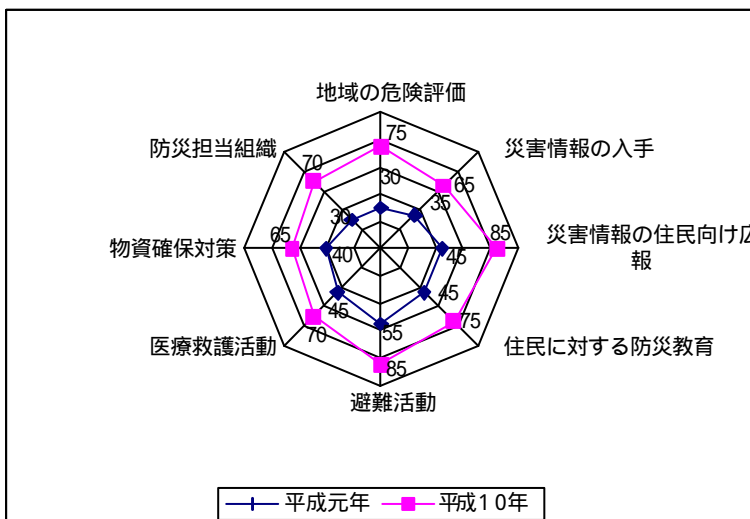 地域の危険評価
75
防災担当組織
災害情報の入手
70
30
65
35
30
65
85
災害情報の住民向け広
報
物資確保対策
40
45
45
45
75
医療救護活動
70
55
住民に対する防災教育
85
避難活動
平成元年
平成10年